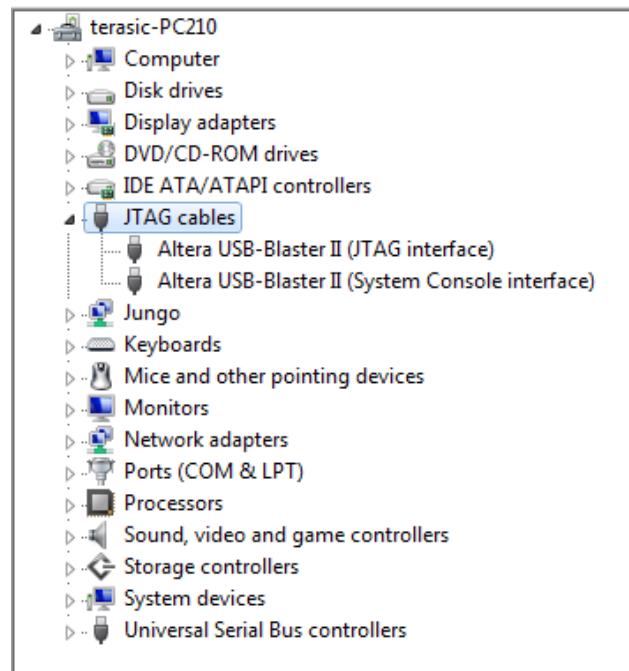 terasic-PC210
Computer
Disk drives
Display adapters
DVD/CD-ROM drives
IDE ATA/ATAPI controllers
JTAG cables
Altera USB-Blaster II (JTAG interface)
Altera USB-Blaster II (System Console interface)
Jungo
Keyboards
Mice and other pointing devices
Monitors
Network adapters
Ports (COM & LPT)
Processors
Sound, video and game controllers
Storage controllers
System devices
Universal Serial Bus controllers